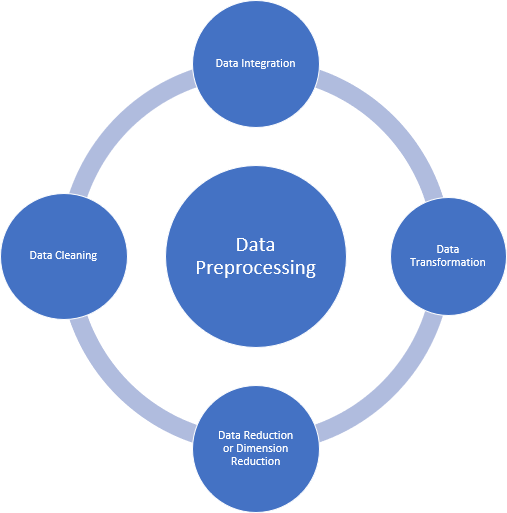 Data Integration
Data
Preprocessing
Data Cleaning
Data
Transformation
Data Reduction
or Dimension
Reduction